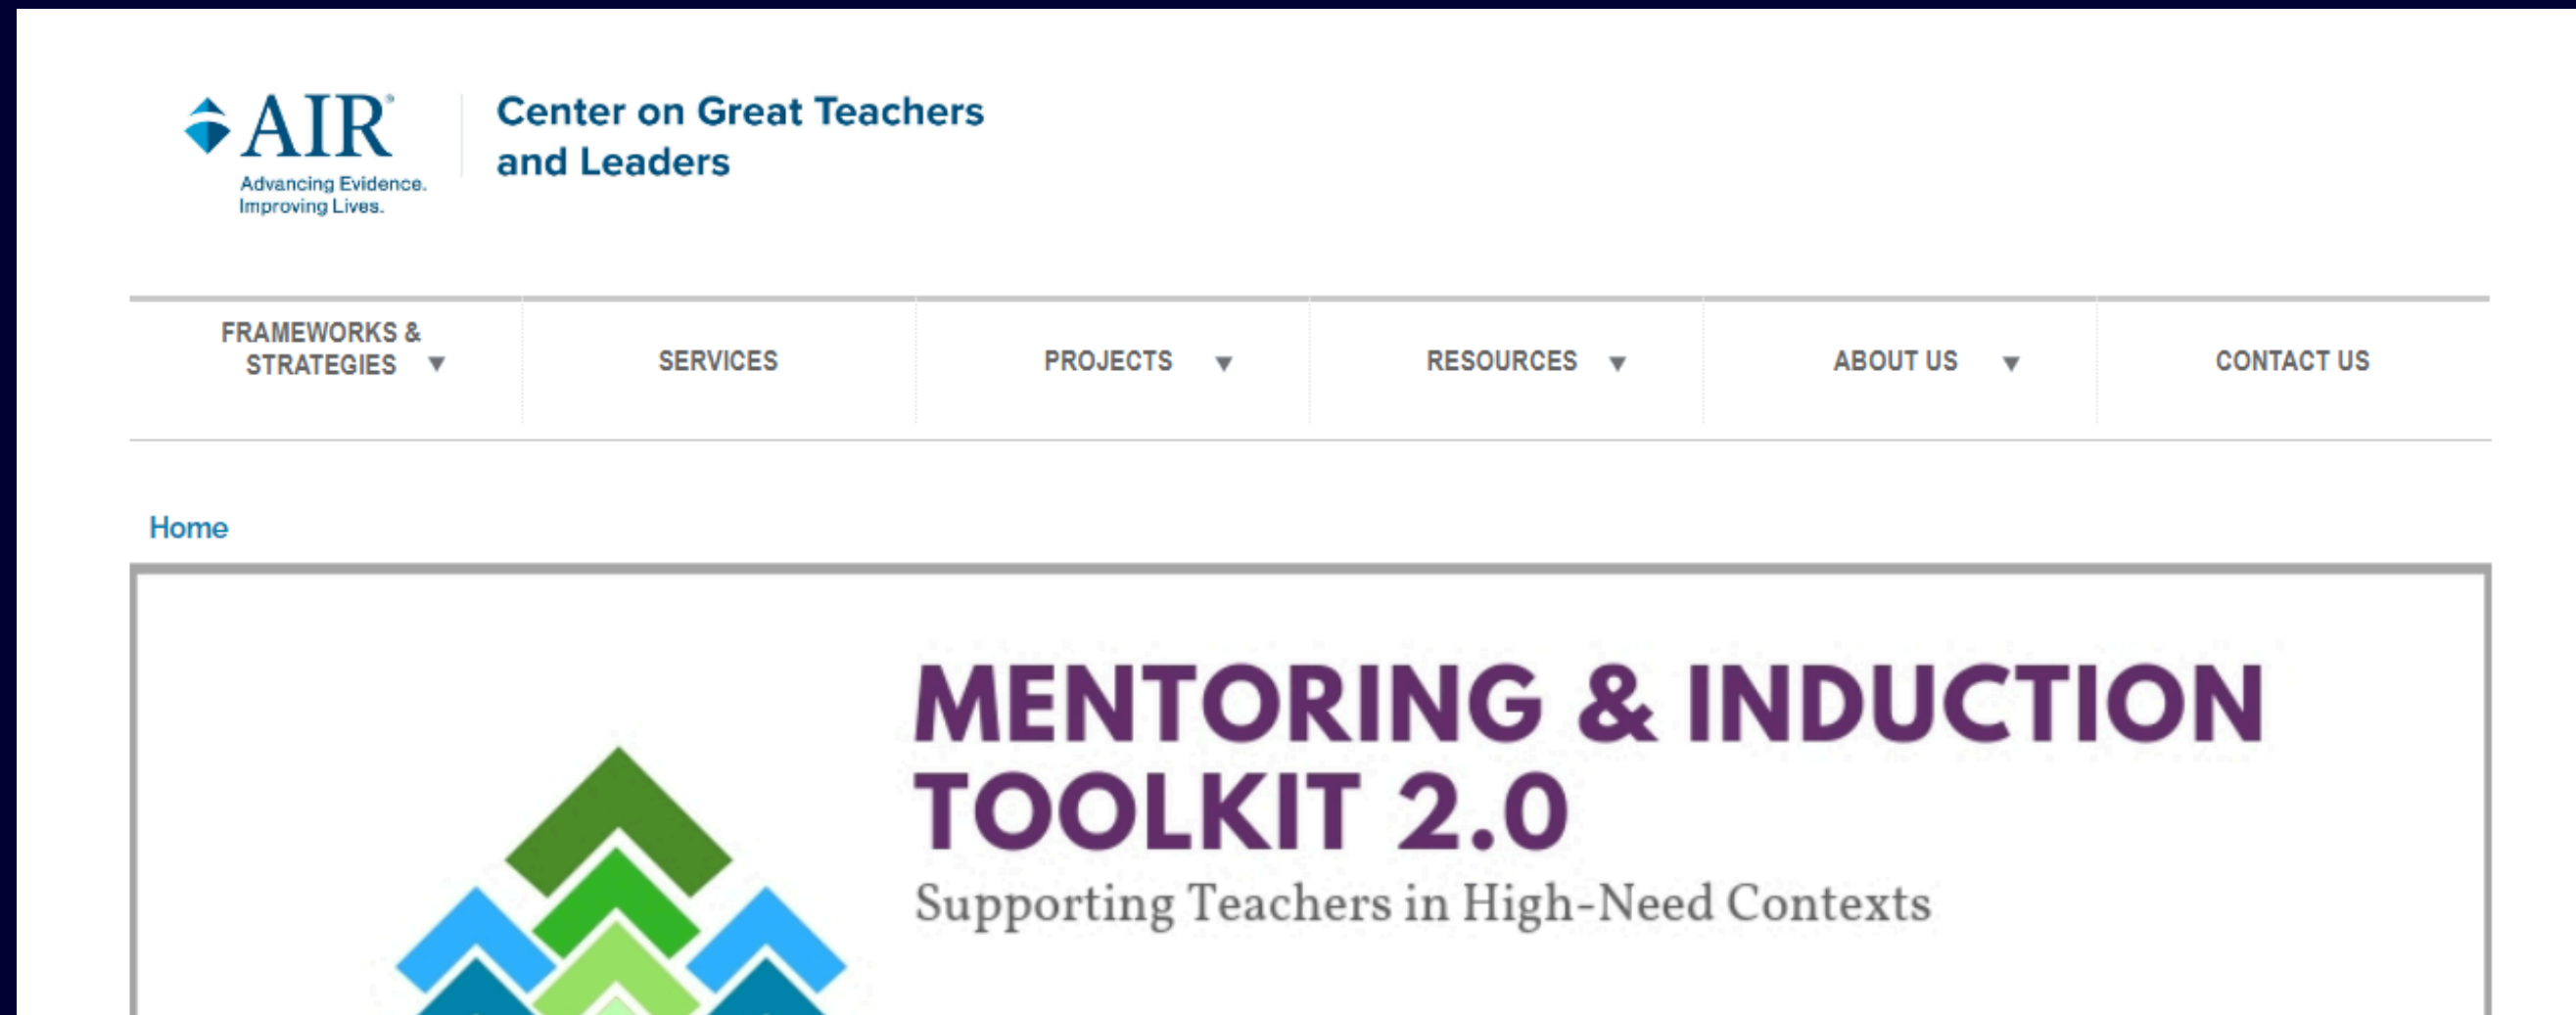 AIR®
Advancing Evidence.
Improving Lives.
Center on Great Teachers
and Leaders
FRAMEWORKS &
STRATEGIES ▼
SERVICES
PROJECTS ▼
RESOURCES ▼
ABOUT US ▼
CONTACT US
Home
MENTORING & INDUCTION
TOOLKIT 2.0
Supporting Teachers in High-Need Contexts